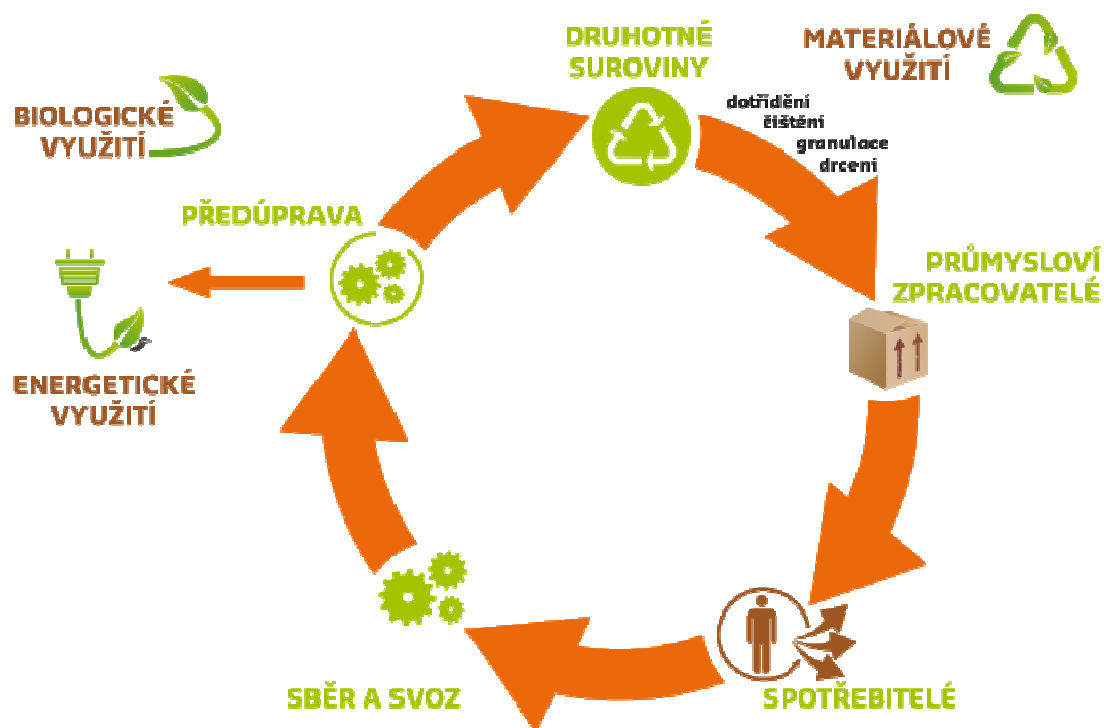 DRUHOTNÉ
SUROVINY
MATERIÁLOVÉ
VYUŽITÍ
dotřídění
čištění
granulace
drcení
BIOLOGICKÉ
VYUŽITÍ
PŘEDÚPRAVA
PRŮMYSLOVÍ
ZPRACOVATELÉ
ENERGETICKÉ
VYUŽITÍ
SBĚR A SVOZ
SPOTŘEBITELÉ